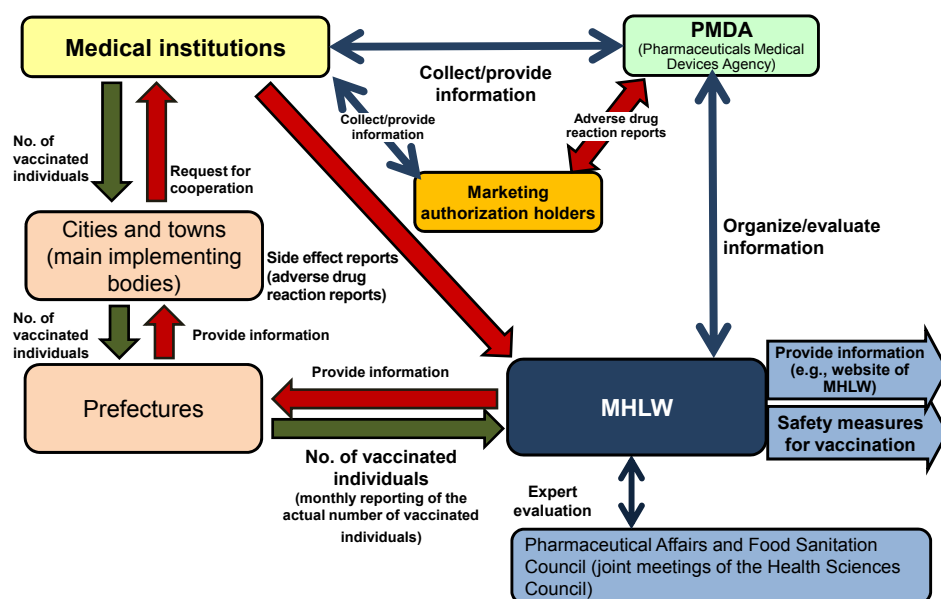 Medical institutions
PMDA
(Pharmaceuticals Medical
Devices Agency)
Collect/provide
information
Collect/provide
information
Adverse drug
reaction reports
No. of
vaccinated
individuals
Request for
cooperation
Marketing
authorization holders
Cities and towns
(main implementing
bodies)
Side effect reports
(adverse drug
reaction reports)
Organize/evaluate
information
No. of
vaccinated
individuals
Provide information
Prefectures
Provide information
MHLW
Provide information
(e.g., website of
MHLW)
Safety measures
for vaccination
No. of vaccinated
individuals
(monthly reporting of the
actual number of vaccinated
individuals)
Expert
evaluation
Pharmaceutical Affairs and Food Sanitation
Council (joint meetings of the Health Sciences
Council)